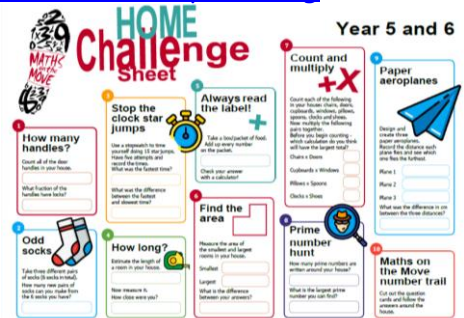 HOME
Challenge
Sheet
Year 5 and 6
MATHS
on the
MOVE
1
How many
handles?
Count all of the door
handles in your house.
What fraction of the
handles have locks?
2
Odd
socks
Take three different pairs
of socks (6 socks in total).
How many new pairs of
socks can you make from
the 6 socks you have?
3
Stop the
clock star
jumps
Use a stopwatch to time
yourself doing 15 star jumps.
Have five attempts and
record the times.
What was the fastest time?
What was the difference
between the fastest
and slowest time?
4
How long?
Estimate the length of
a room in your house.
Now measure it.
How close were you?
5
Always read
the label!
Take a box/packet of food.
Add up every number
on the packet.
Check your answer
with a calculator!
6
Find the
area
Measure the area of
the smallest and largest
rooms in your house.
Smallest
Largest
What is the difference
between your answers?
7
Count and
multiply
Count each of the following
in your house: chairs, doors,
cupboards, windows, pillows,
spoons, clocks and shoes.
Now multiply the following
pairs together.
Before you begin counting -
which calculation do you think
will have the largest total?
Chairs x Doors
Cupboards x Windows
Pillows x Spoons
Clocks x Shoes
8
Prime
number
hunt
How many prime numbers are
written around your house?
What is the largest prime
number you can find?
9
Paper
aeroplanes
Design and
create three
paper aeroplanes.
Record the distance each
plane flies and see which
one flies the furthest
Plane 1
Plane 2
Plane 3
What was the difference in cm
between the three distances?
10
Maths on
the Move
number trail
Cut out the question
cards and follow the
answers around the
house.